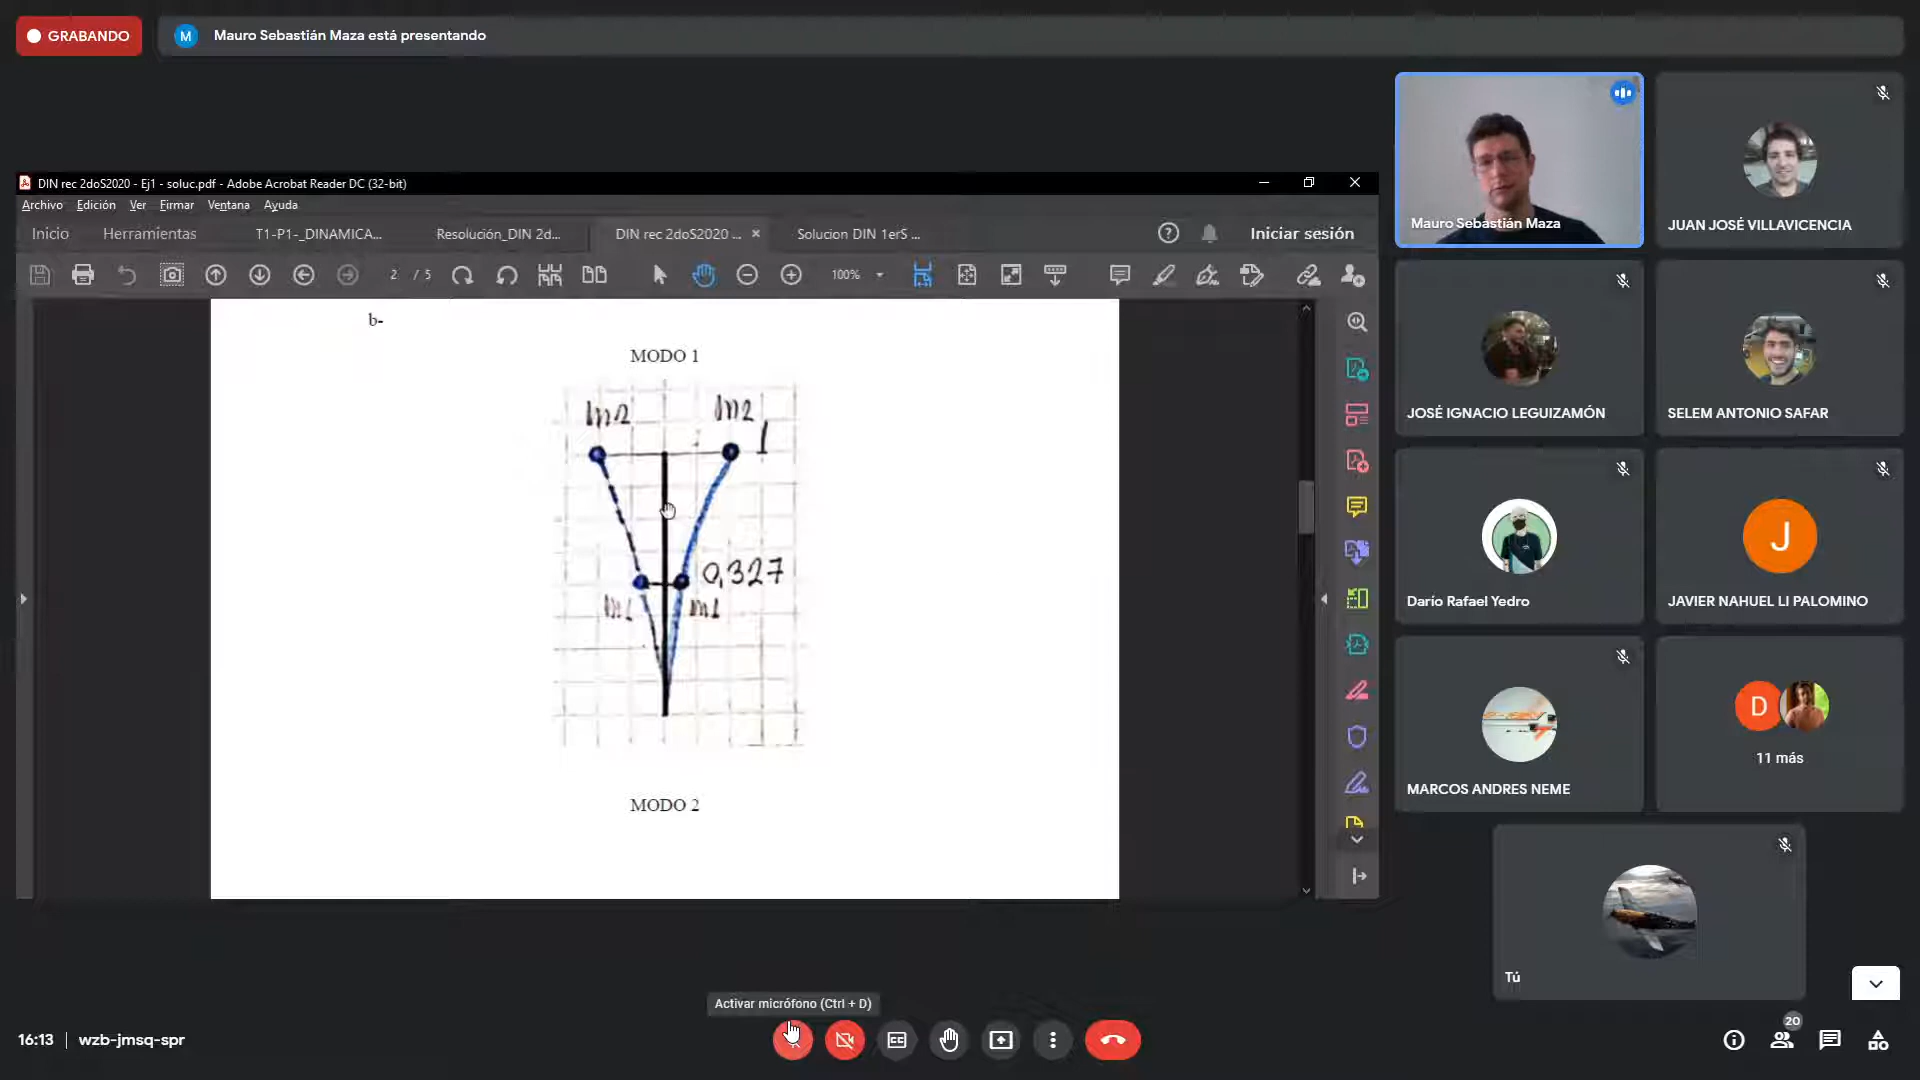 GRABANDO
M
Mauro Sebastián Maza está presentando
DIN rec 2doS2020 - Ej1 - soluc.pdf - Adobe Acrobat Reader DC (32-bit)
Archivo Edición Ver Firmar Ventana Ayuda
Inicio Herramientas T1-P1-_DINAMICA... Resolución_DIN 2d... DIN rec 2doS2020 ... × Solucion DIN 1erS ... Iniciar sesión
2 / 5 100%
b-
MODO 1
m2 m2
1
0,327
m1 m1
MODO 2
Mauro Sebastián Maza
JUAN JOSÉ VILLAVICENCIA
JOSÉ IGNACIO LEGUIZAMÓN
SELEM ANTONIO SAFAR
Darío Rafael Yedro
J
JAVIER NAHUEL LI PALOMINO
MARCOS ANDRES NEME
D
11 más
Tú
Activar micrófono (Ctrl + D)
16:13 | wzb-jmsq-spr
20